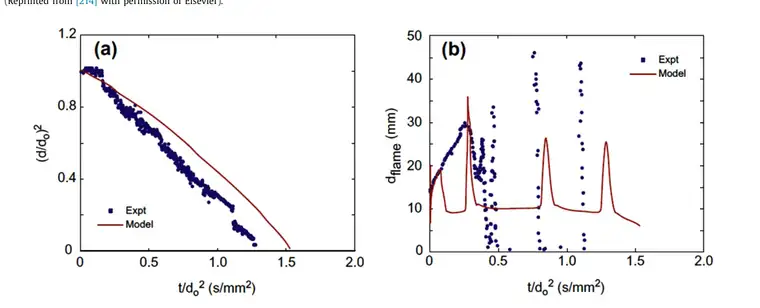 (Reprinted from [214] with permission of Elsevier).
(a)
1.2
0.8
0.4
0
(d/do)2
Expt
Model
0 0.5 1.0 1.5 2.0
t/do2 (s/mm2)
(b)
50
40
30
20
10
0
dflame (mm)
Expt
Model
0 0.5 1.0 1.5 2.0
t/do2 (s/mm2)